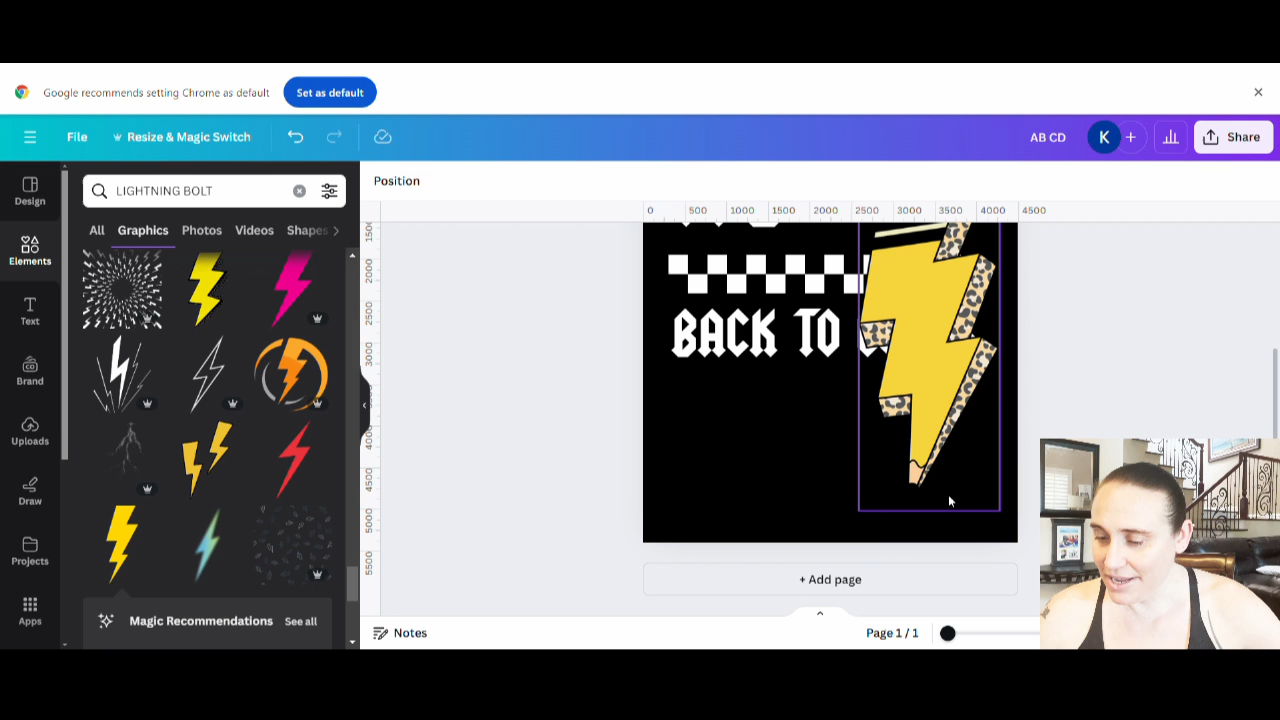 Google recommends setting Chrome as default
Set as default
File
Resize & Magic Switch
AB CD
K
+
Share
Design
Elements
Text
Brand
Uploads
Draw
Projects
Apps
LIGHTNING BOLT
All
Graphics
Photos
Videos
Shapes
Magic Recommendations
See all
Position
0 500 1000 1500 2000 2500 3000 3500 4000 4500
2000
2500
3000
3500
4000
4500
5000
5500
BACK TO
+ Add page
Notes
Page 1 / 1